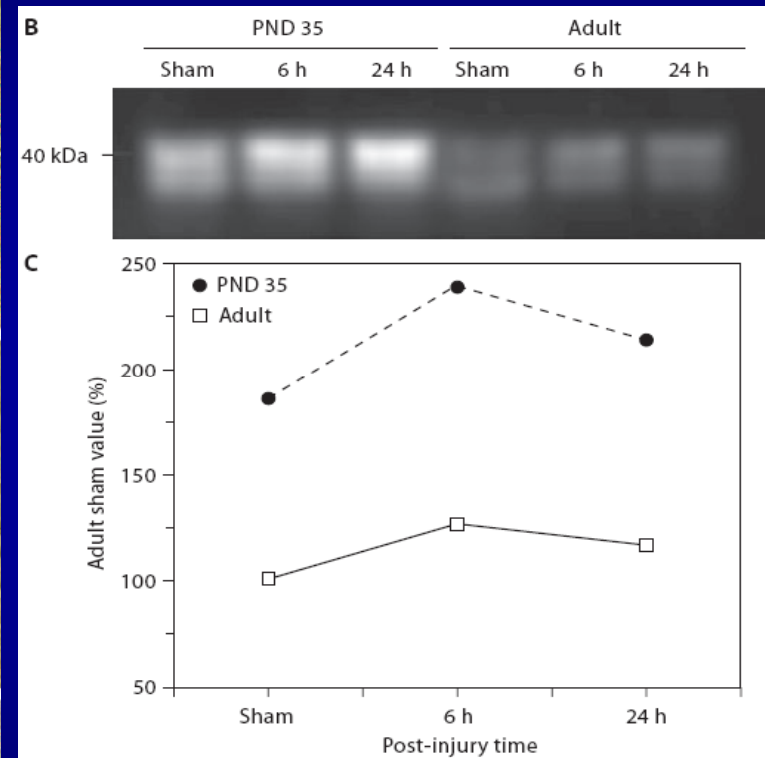 B
PND 35 Adult
Sham 6 h 24 h Sham 6 h 24 h
40 kDa
C
250
PND 35
Adult
200
150
100
50
Adult sham value (%)
Sham 6 h 24 h
Post-injury time